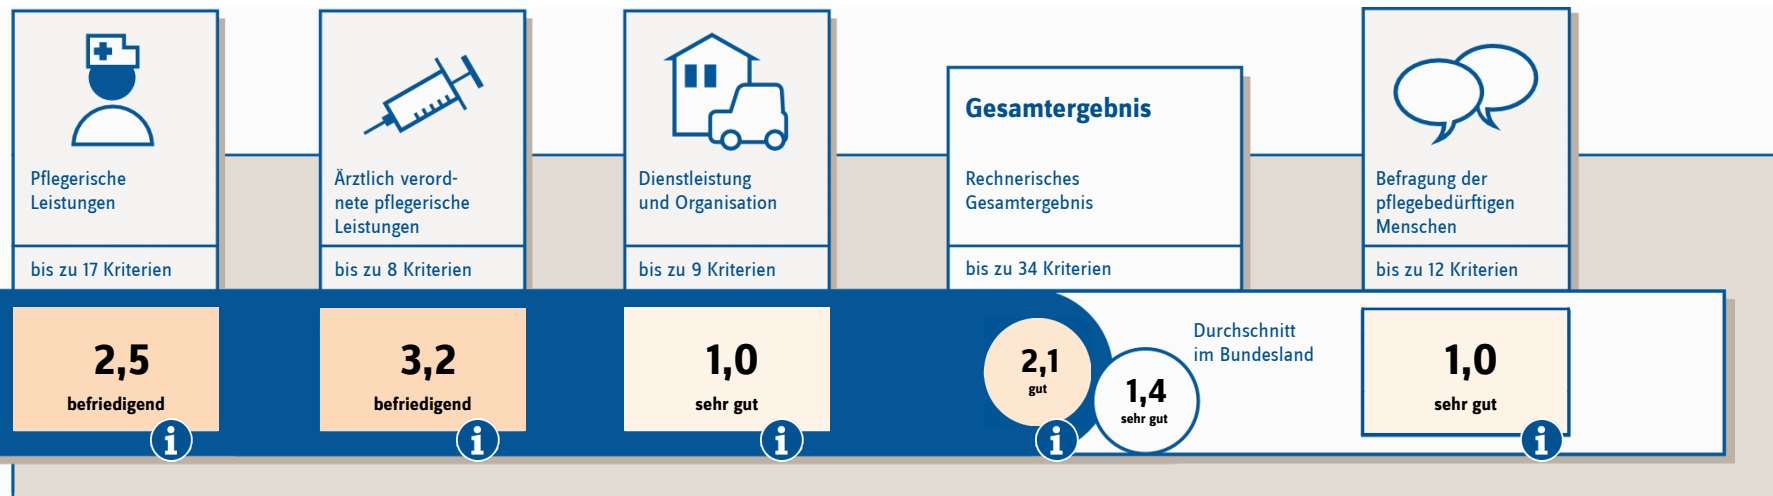 Pflegerische
Leistungen
bis zu 17 Kriterien
2,5
befriedigend
i
Ärztlich verord-
nete pflegerische
Leistungen
bis zu 8 Kriterien
3,2
befriedigend
i
Dienstleistung
und Organisation
bis zu 9 Kriterien
1,0
sehr gut
i
Gesamtergebnis
Rechnerisches
Gesamtergebnis
bis zu 34 Kriterien
2,1
gut
i
1,4
sehr gut
Durchschnitt
im Bundesland
Befragung der
pflegebedürftigen
Menschen
bis zu 12 Kriterien
1,0
sehr gut
i